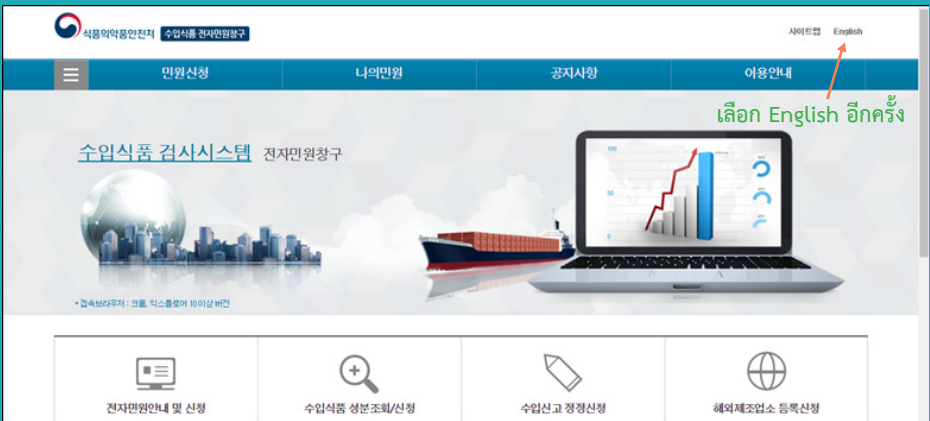 식품의약품안전처 수입식품 전자민원창구
사이트맵 English
민원신청 나의민원 공지사항 이용안내
เลือก English อีกครั้ง
수입식품 검사시스템 전자민원창구
100
50
0
*접속브라우저 : 크롬, 익스플로어 10이상 버전
전자민원안내 및 신청 수입식품 성분조회/신청 수입신고 정정신청 해외제조업소 등록신청